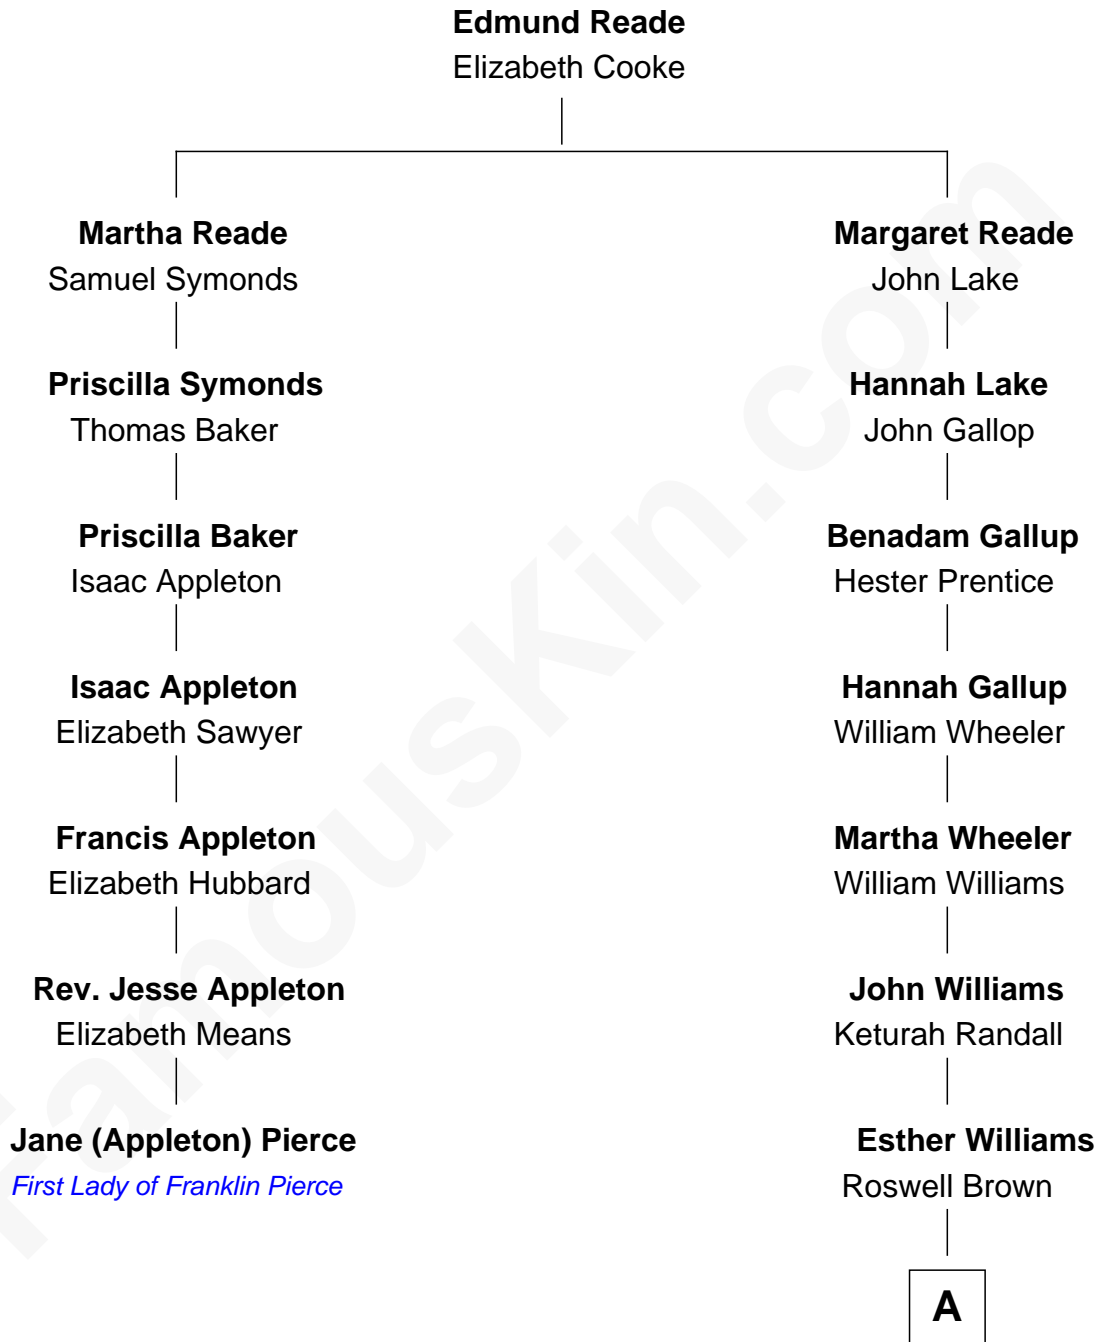 Edmund Reade
Elizabeth Cooke
Martha Reade
Samuel Symonds
Margaret Reade
John Lake
Priscilla Symonds
Thomas Baker
Hannah Lake
John Gallop
Priscilla Baker
Isaac Appleton
Benadam Gallup
Hester Prentice
Isaac Appleton
Elizabeth Sawyer
Hannah Gallup
William Wheeler
Francis Appleton
Elizabeth Hubbard
Martha Wheeler
William Williams
Rev. Jesse Appleton
Elizabeth Means
John Williams
Keturah Randall
Jane (Appleton) Pierce
First Lady of Franklin Pierce
Esther Williams
Roswell Brown
A
FamousKin.com